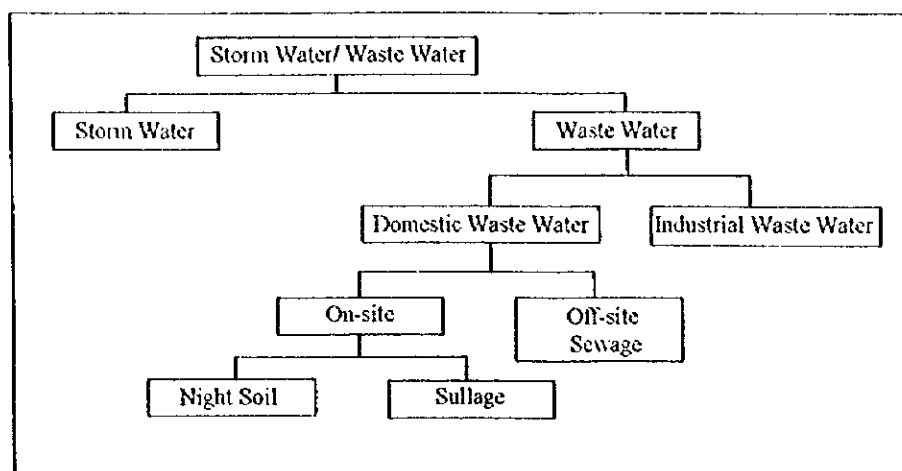 Storm Water/ Waste Water
Storm Water
Waste Water
Domestic Waste Water
Industrial Waste Water
On-site
Off-site
Sewage
Night Soil
Sullage